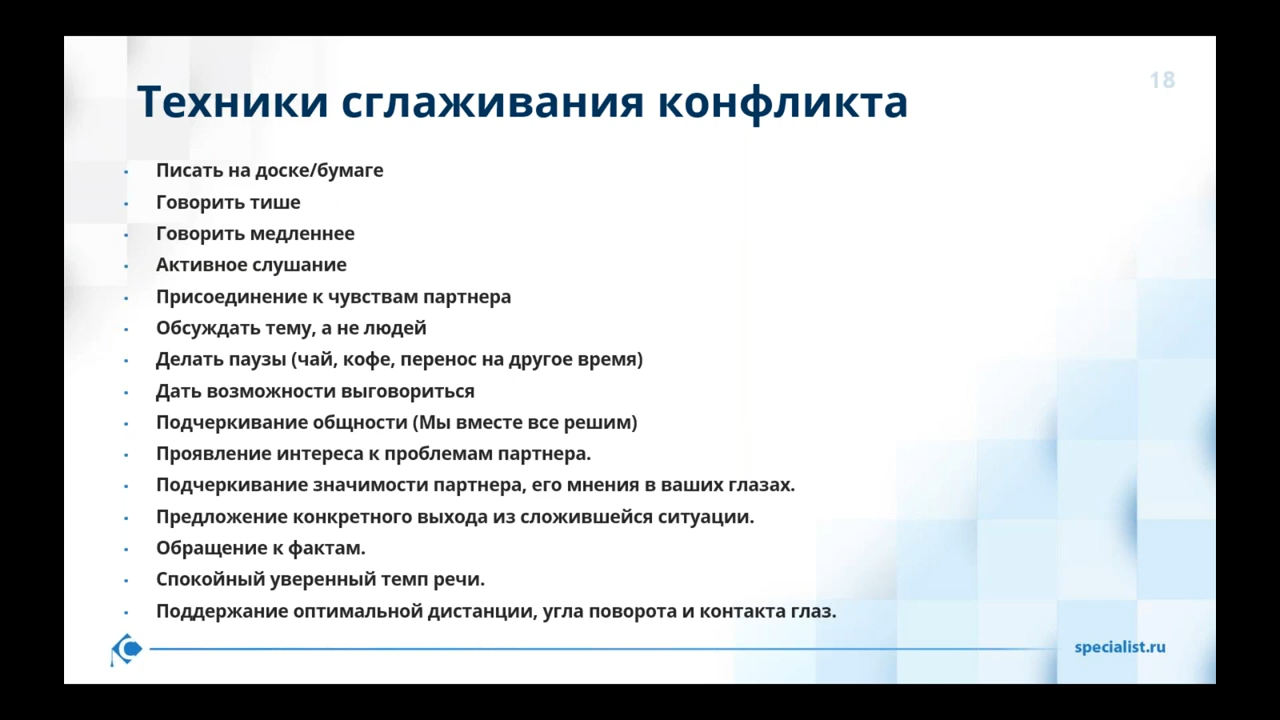 18
Техники сглаживания конфликта
· Писать на доске/бумаге
· Говорить тише
· Говорить медленнее
· Активное слушание
· Присоединение к чувствам партнера
· Обсуждать тему, а не людей
· Делать паузы (чай, кофе, перенос на другое время)
· Дать возможности выговориться
· Подчеркивание общности (Мы вместе все решим)
· Проявление интереса к проблемам партнера.
· Подчеркивание значимости партнера, его мнения в ваших глазах.
· Предложение конкретного выхода из сложившейся ситуации.
· Обращение к фактам.
· Спокойный уверенный темп речи.
· Поддержание оптимальной дистанции, угла поворота и контакта глаз.
specialist.ru